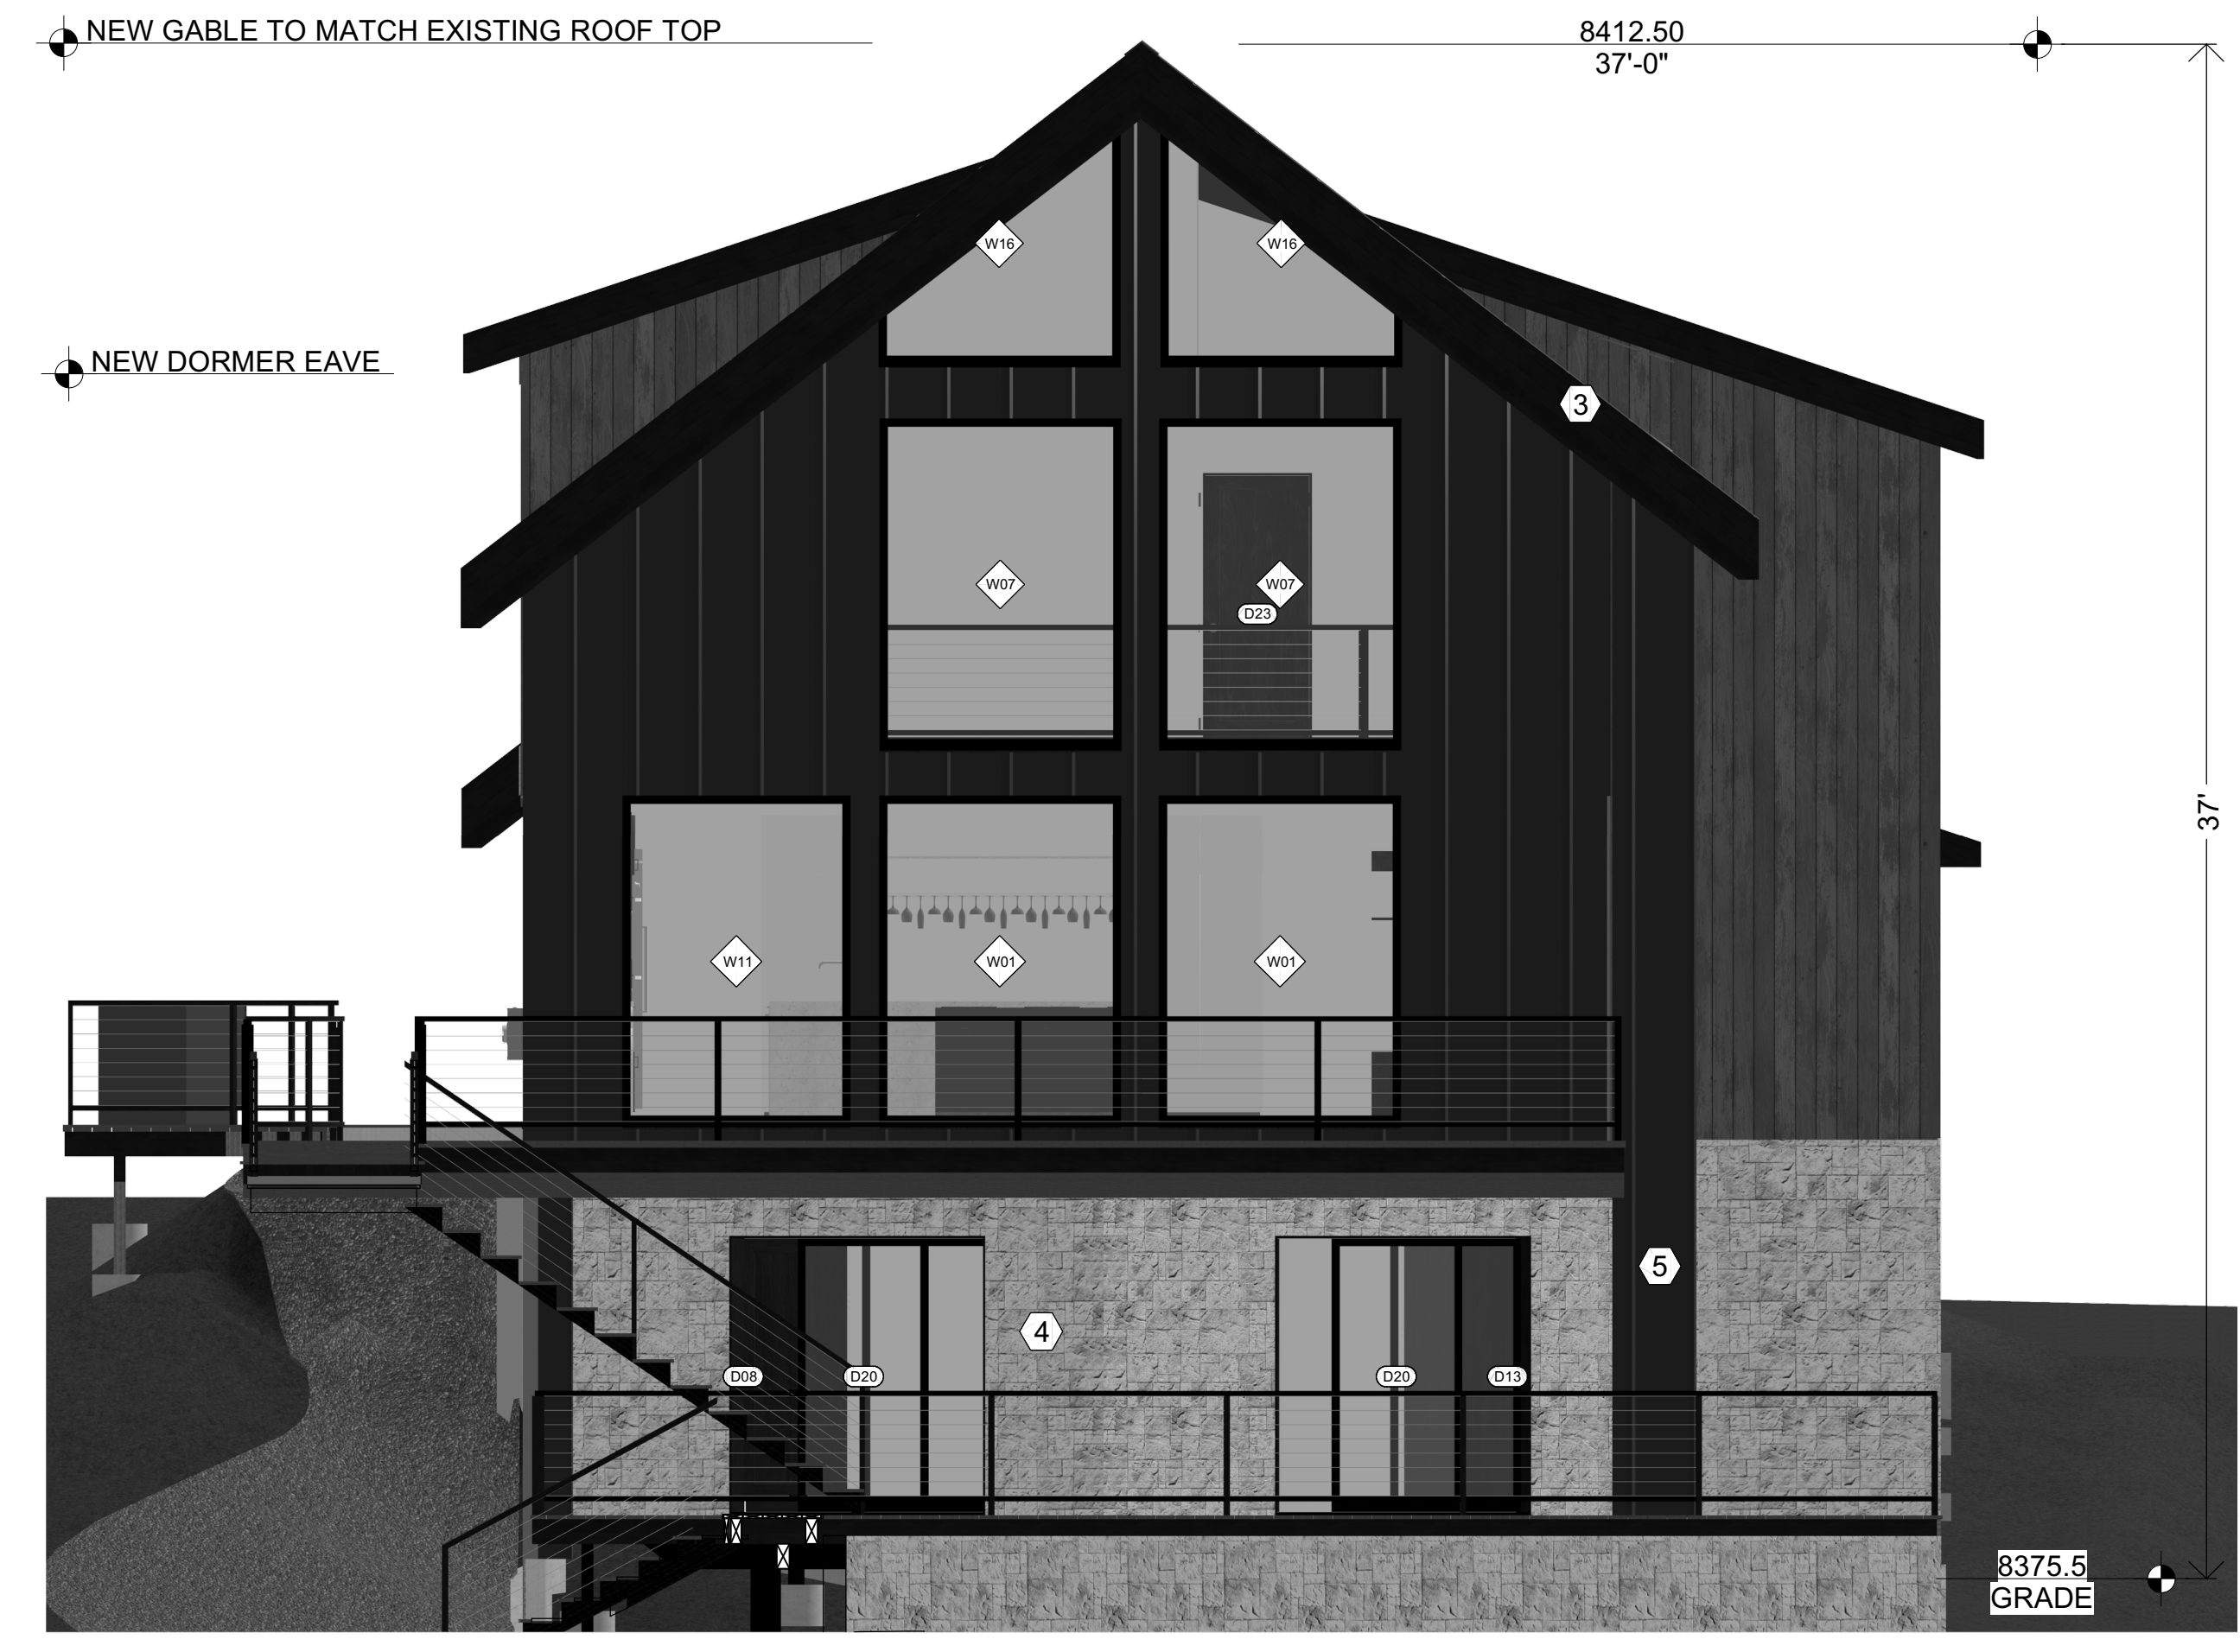 NEW GABLE TO MATCH EXISTING ROOF TOP
8412.50
37'-0"
W16
W16
NEW DORMER EAVE
3
W07
W07
D23
37'
W11
W01
W01
5
4
D08
D20
D20
D13
8375.5
GRADE